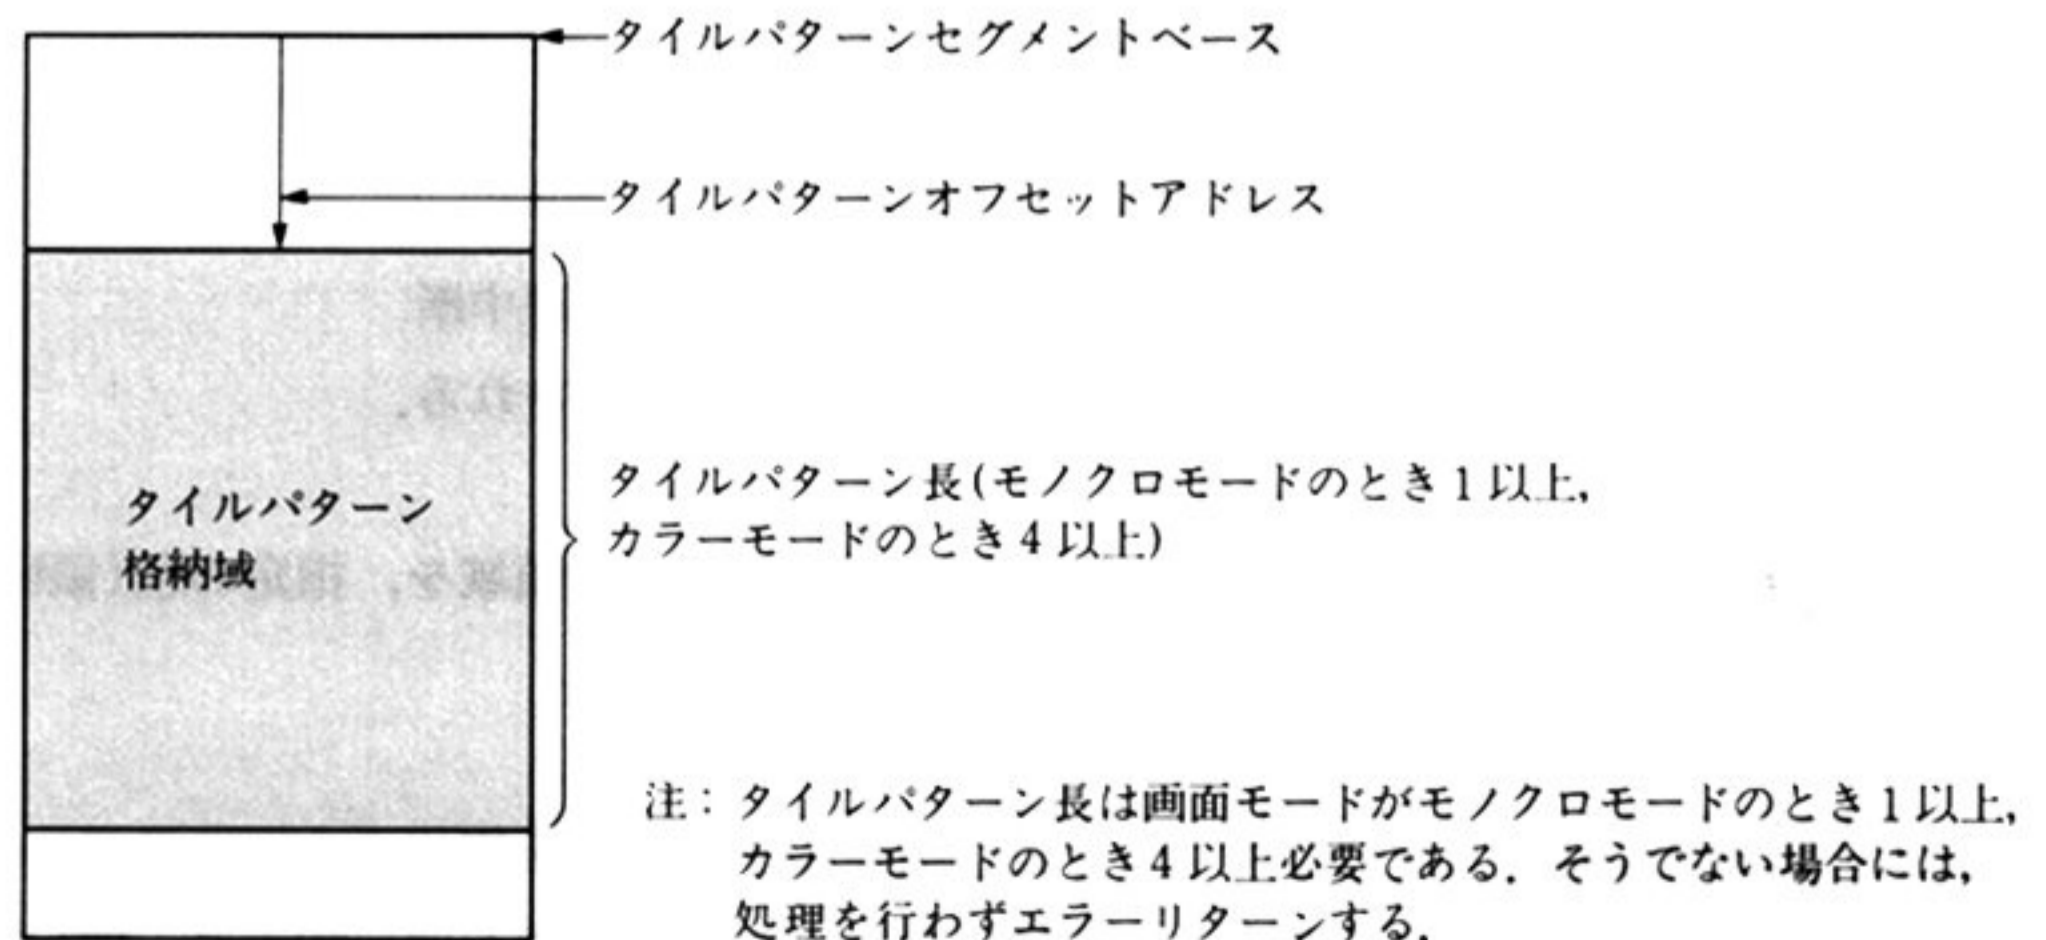 タイルパターンセグメントベース
タイルパターンオフセットアドレス
タイルパターン
格納域
タイルパターン長(モノクロモードのとき1以上,
カラーモードのとき4以上)
注：タイルパターン長は画面モードがモノクロモードのとき1以上,
カラーモードのとき4以上必要である．そうでない場合には,
処理を行わずエラーリターンする．